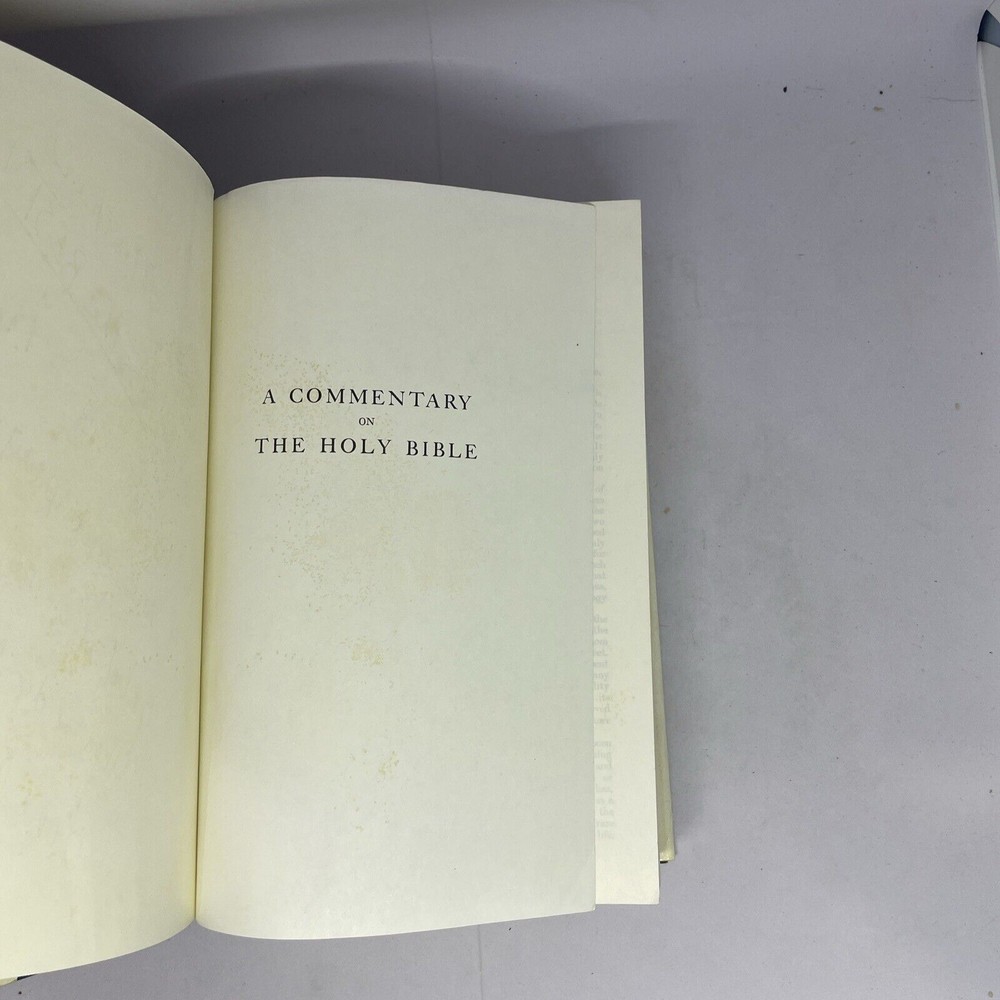 A COMMENTARY
ON
THE HOLY BIBLE